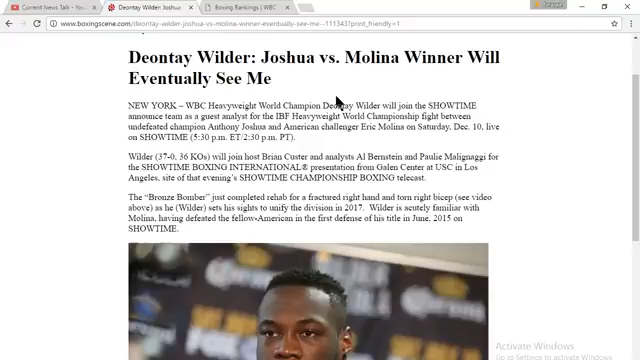 Current News Talk - You
Deontay Wilder: Joshua
Boxing Rankings | WBC
www.boxingscene.com/deontay-wilder-joshua-vs-molina-winner-eventually-see-me--111343?print_friendly=1
Deontay Wilder: Joshua vs. Molina Winner Will
Eventually See Me
NEW YORK – WBC Heavyweight World Champion Deontay Wilder will join the SHOWTIME
announce team as a guest analyst for the IBF Heavyweight World Championship fight between
undefeated champion Anthony Joshua and American challenger Eric Molina on Saturday, Dec. 10, live
on SHOWTIME (5:30 p.m. ET/2:30 p.m. PT).
Wilder (37-0, 36 KOs) will join host Brian Custer and analysts Al Bernstein and Paulie Malignaggi for
the SHOWTIME BOXING INTERNATIONAL® presentation from Galen Center at USC in Los
Angeles, site of that evening's SHOWTIME CHAMPIONSHIP BOXING telecast.
The “Bronze Bomber” just completed rehab for a fractured right hand and torn right bicep (see video
above) as he (Wilder) sets his sights to unify the division in 2017. Wilder is acutely familiar with
Molina, having defeated the fellow-American in the first defense of his title in June, 2015 on
SHOWTIME.
Activate Windows
Go to Settings to activate Windows.